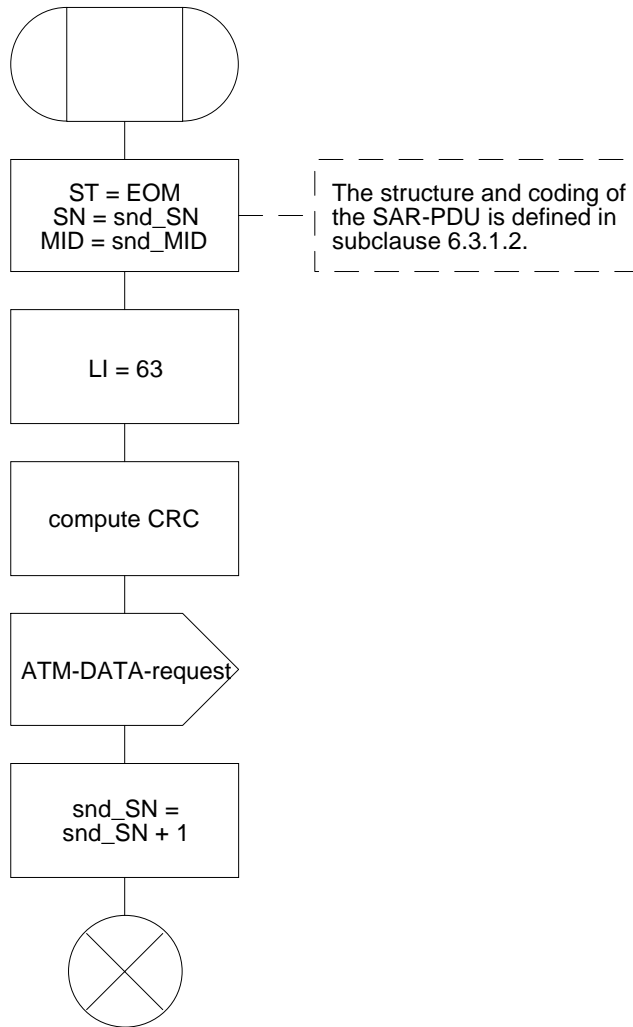 ST = EOM
SN = snd_SN
MID = snd_MID
The structure and coding of
the SAR-PDU is defined in
subclause 6.3.1.2.
LI = 63
compute CRC
ATM-DATA-request
snd_SN =
snd_SN + 1